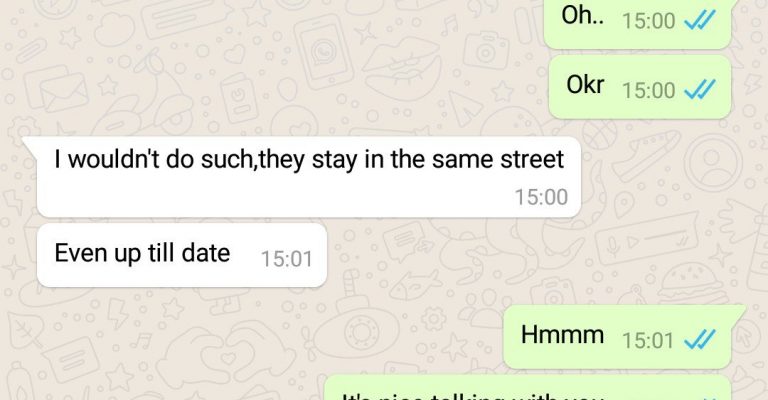 Oh.. 15:00
Okr 15:00
I wouldn't do such,they stay in the same street
15:00
Even up till date 15:01
Hmmm 15:01
It's nice talking with you